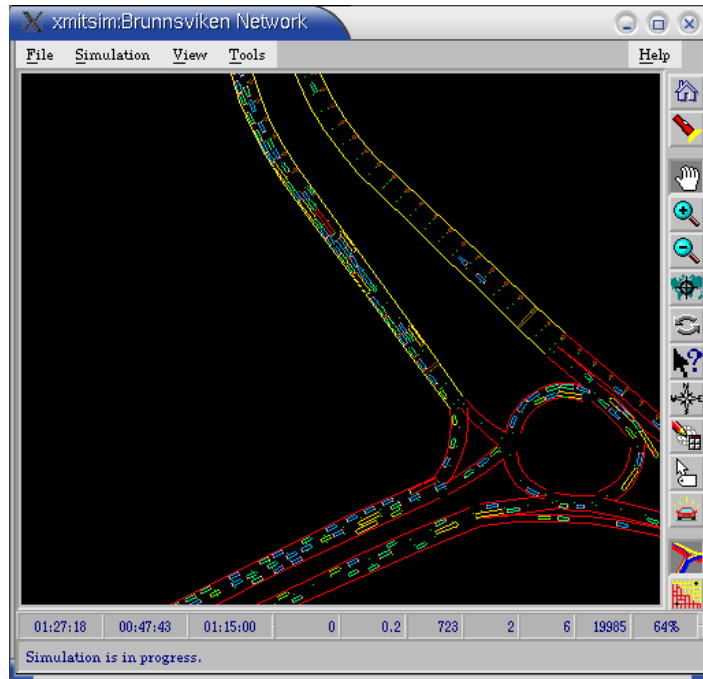 xmitsim:Brunnsviken Network
File Simulation View Tools Help
01:27:18 00:47:43 01:15:00 0 0.2 723 2 6 19985 64%
Simulation is in progress.